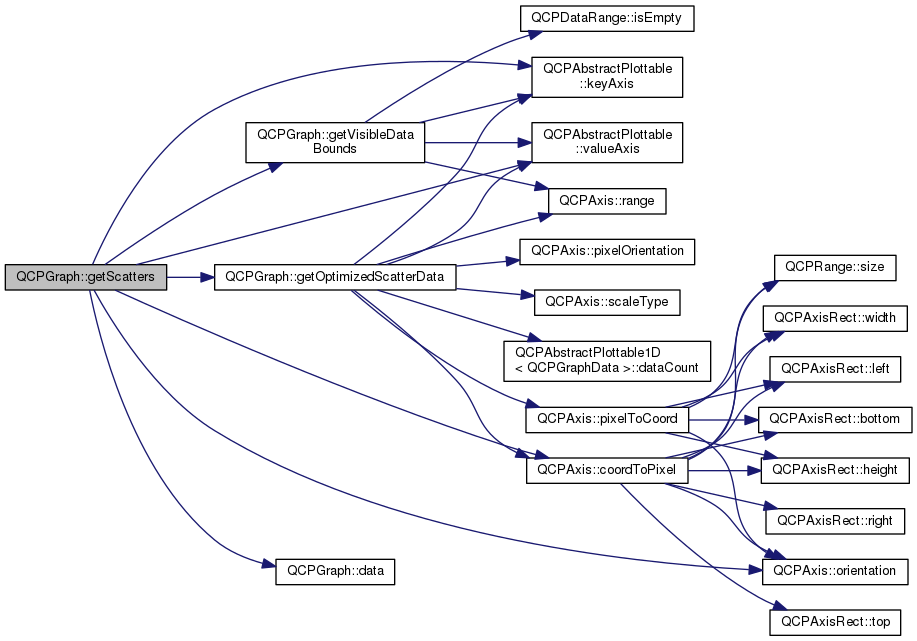 QCPGraph::getScatters
QCPGraph::getVisibleData
Bounds
QCPGraph::getOptimizedScatterData
QCPGraph::data
QCPDataRange::isEmpty
QCPAbstractPlottable
::keyAxis
QCPAbstractPlottable
::valueAxis
QCPAxis::range
QCPAxis::pixelOrientation
QCPAxis::scaleType
QCPAbstractPlottable1D
< QCPGraphData >::dataCount
QCPAxis::pixelToCoord
QCPAxis::coordToPixel
QCPRange::size
QCPAxisRect::width
QCPAxisRect::left
QCPAxisRect::bottom
QCPAxisRect::height
QCPAxisRect::right
QCPAxis::orientation
QCPAxisRect::top